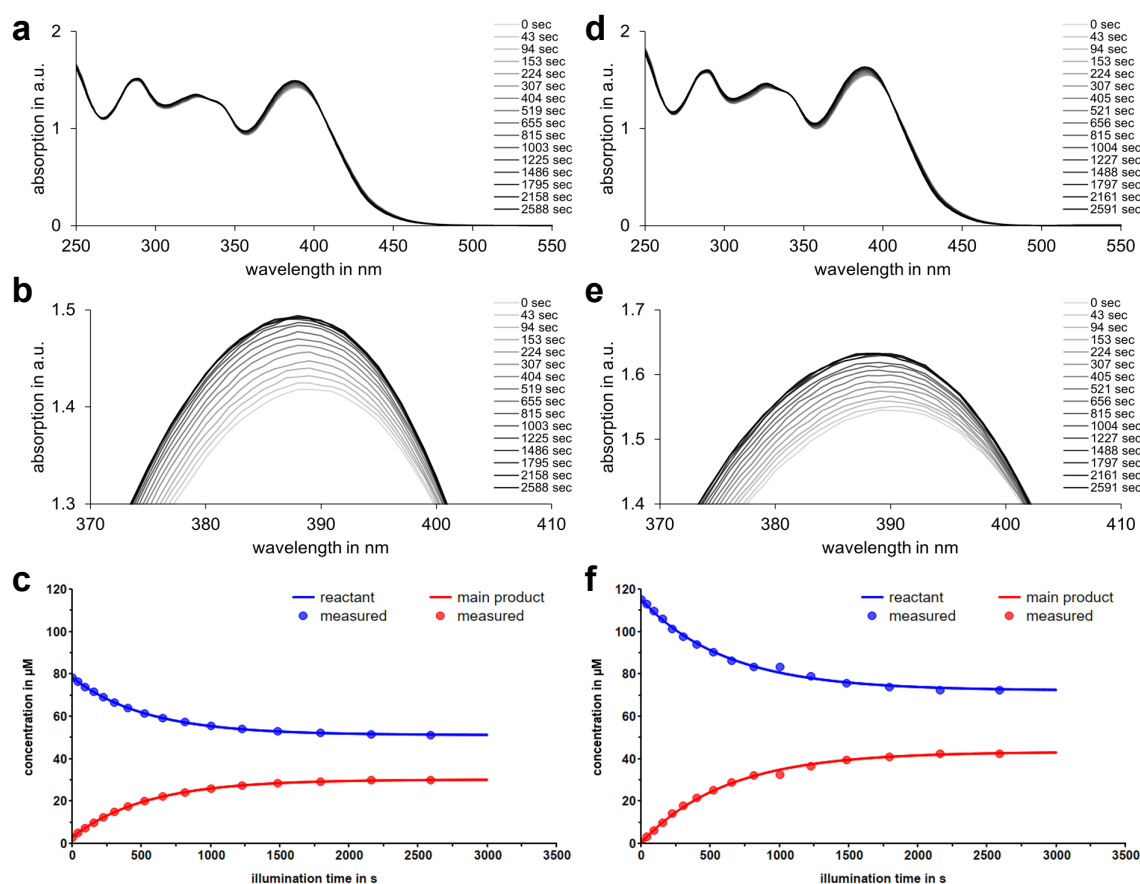 a
absorption in a.u.
2
1
0
250 300 350 400 450 500 550
wavelength in nm
0 sec
43 sec
94 sec
153 sec
224 sec
307 sec
404 sec
519 sec
655 sec
815 sec
1003 sec
1225 sec
1486 sec
1795 sec
2158 sec
2588 sec
d
absorption in a.u.
2
1
0
250 300 350 400 450 500 550
wavelength in nm
0 sec
43 sec
94 sec
153 sec
224 sec
307 sec
405 sec
521 sec
656 sec
815 sec
1004 sec
1227 sec
1488 sec
1797 sec
2161 sec
2591 sec
b
absorption in a.u.
1.5
1.4
1.3
370 380 390 400 410
wavelength in nm
0 sec
43 sec
94 sec
153 sec
224 sec
307 sec
404 sec
519 sec
655 sec
815 sec
1003 sec
1225 sec
1486 sec
1795 sec
2158 sec
2588 sec
e
absorption in a.u.
1.7
1.6
1.5
1.4
370 380 390 400 410
wavelength in nm
0 sec
43 sec
94 sec
153 sec
224 sec
307 sec
405 sec
521 sec
656 sec
815 sec
1004 sec
1227 sec
1488 sec
1797 sec
2161 sec
2591 sec
c
concentration in µM
120
100
80
60
40
20
0
0 500 1000 1500 2000 2500 3000 3500
illumination time in s
reactant main product
measured measured
f
concentration in µM
120
100
80
60
40
20
0
0 500 1000 1500 2000 2500 3000 3500
illumination time in s
reactant main product
measured measured